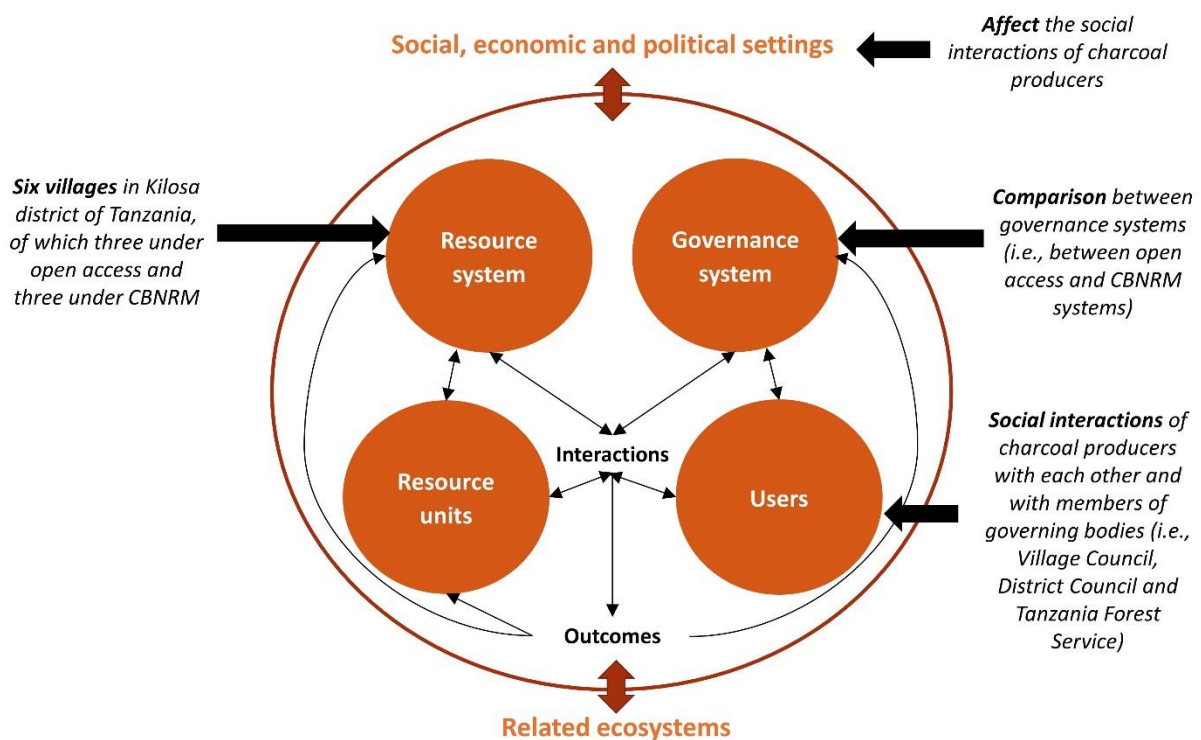 Social, economic and political settings
Affect the social
interactions of charcoal
producers
Six villages in Kilosa
district of Tanzania,
of which three under
open access and
three under CBNRM
Resource
system
Governance
system
Comparison between
governance systems
(i.e., between open
access and CBNRM
systems)
Interactions
Resource
units
Users
Social interactions of
charcoal producers
with each other and
with members of
governing bodies (i.e.,
Village Council,
District Council and
Tanzania Forest
Service)
Outcomes
Related ecosystems